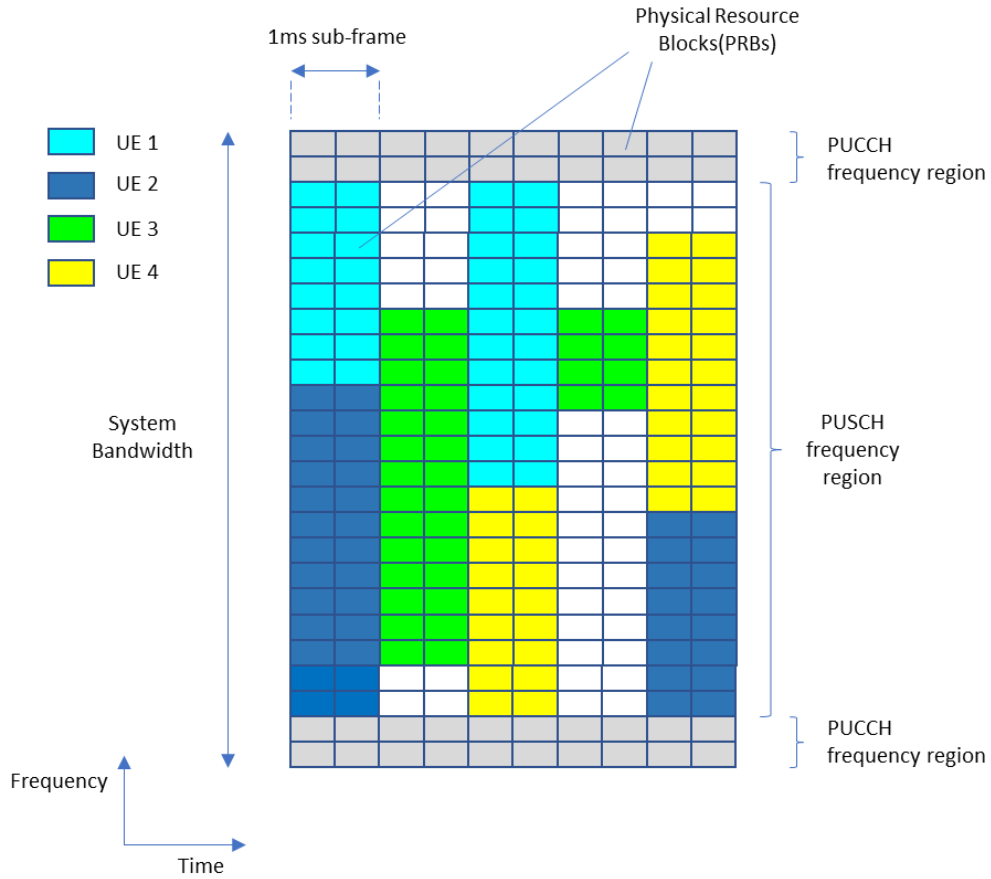 Physical Resource
Blocks(PRBs)
1ms sub-frame
UE 1
UE 2
UE 3
UE 4
PUCCH
frequency region
System
Bandwidth
PUSCH
frequency
region
PUCCH
frequency region
Frequency
Time